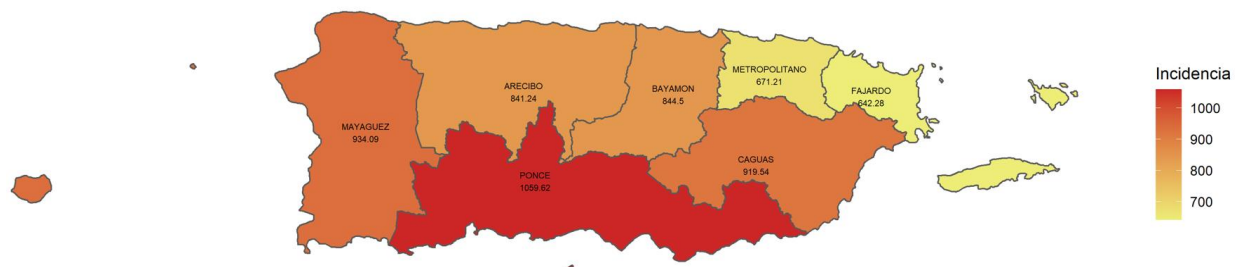 METROPOLITANO
671.21
ARECIBO
841.24
BAYAMON
844.5
FAJARDO
642.28
MAYAGUEZ
934.09
CAGUAS
919.54
PONCE
1059.62
Incidencia
1000
900
800
700